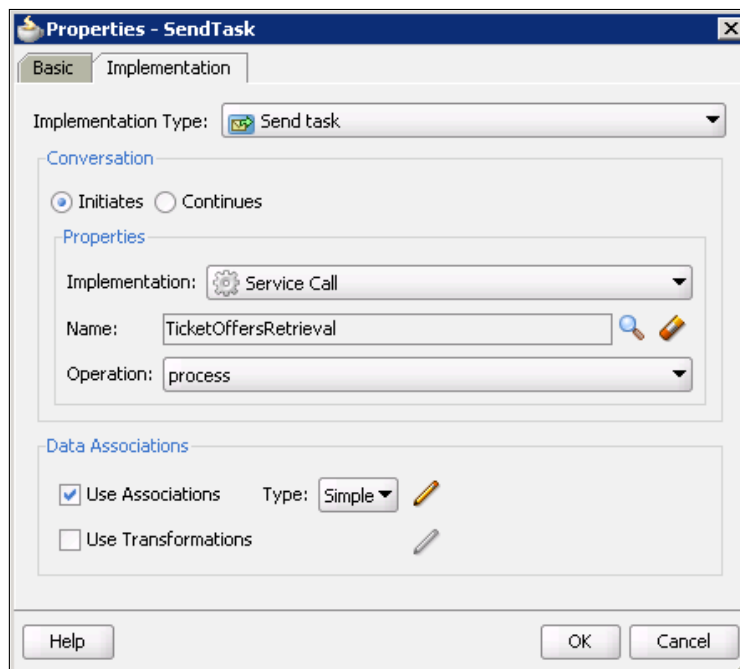 Properties - SendTask
Basic Implementation
Implementation Type: Send task
Conversation
Initiates Continues
Properties
Implementation: Service Call
Name: TicketOffersRetrieval
Operation: process
Data Associations
Use Associations Type: Simple
Use Transformations
Help OK Cancel